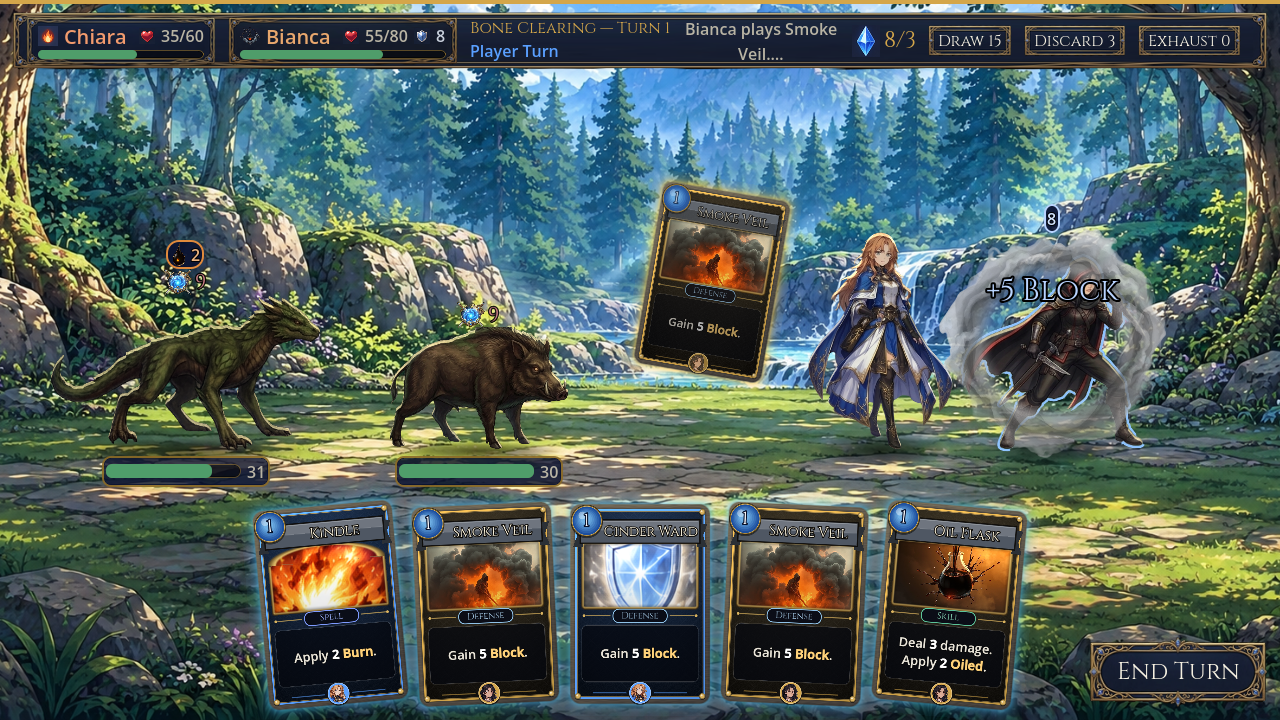 Chiara 35/60
Bianca 55/80 8
Bone Clearing — Turn 1
Player Turn
Bianca plays Smoke
Veil....
8/3
Draw 15
Discard 3
Exhaust 0
2
9
9
8
+5 Block
1
Smoke Veil
Defense
Gain 5 Block.
31
30
1
Kindle
Spell
Apply 2 Burn.
1
Smoke Veil
Defense
Gain 5 Block.
1
Cinder Ward
Defense
Gain 5 Block.
1
Smoke Veil
Defense
Gain 5 Block.
1
Oil Flask
Skill
Deal 3 damage.
Apply 2 Oiled.
End Turn